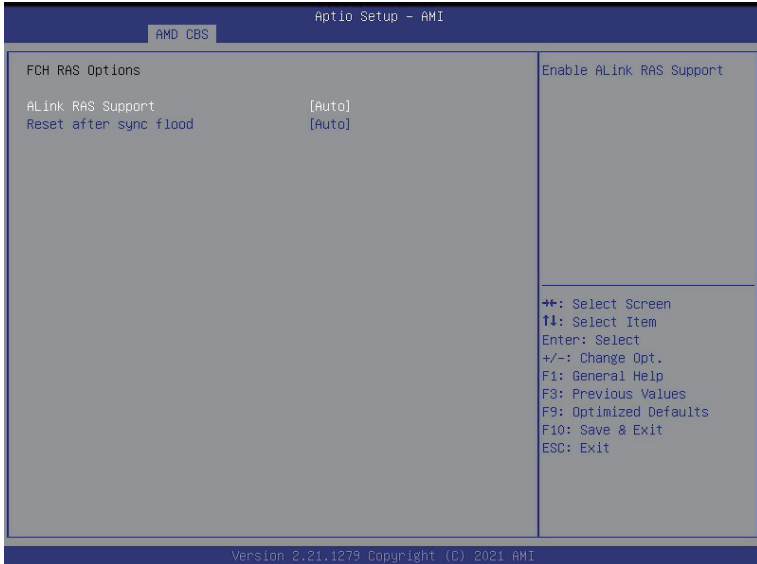 Aptio Setup – AMI
AMD CBS
FCH RAS Options
ALink RAS Support [Auto]
Reset after sync flood [Auto]
Enable ALink RAS Support
→←: Select Screen
↑↓: Select Item
Enter: Select
+/-: Change Opt.
F1: General Help
F3: Previous Values
F9: Optimized Defaults
F10: Save & Exit
ESC: Exit
Version 2.21.1279 Copyright (C) 2021 AMI